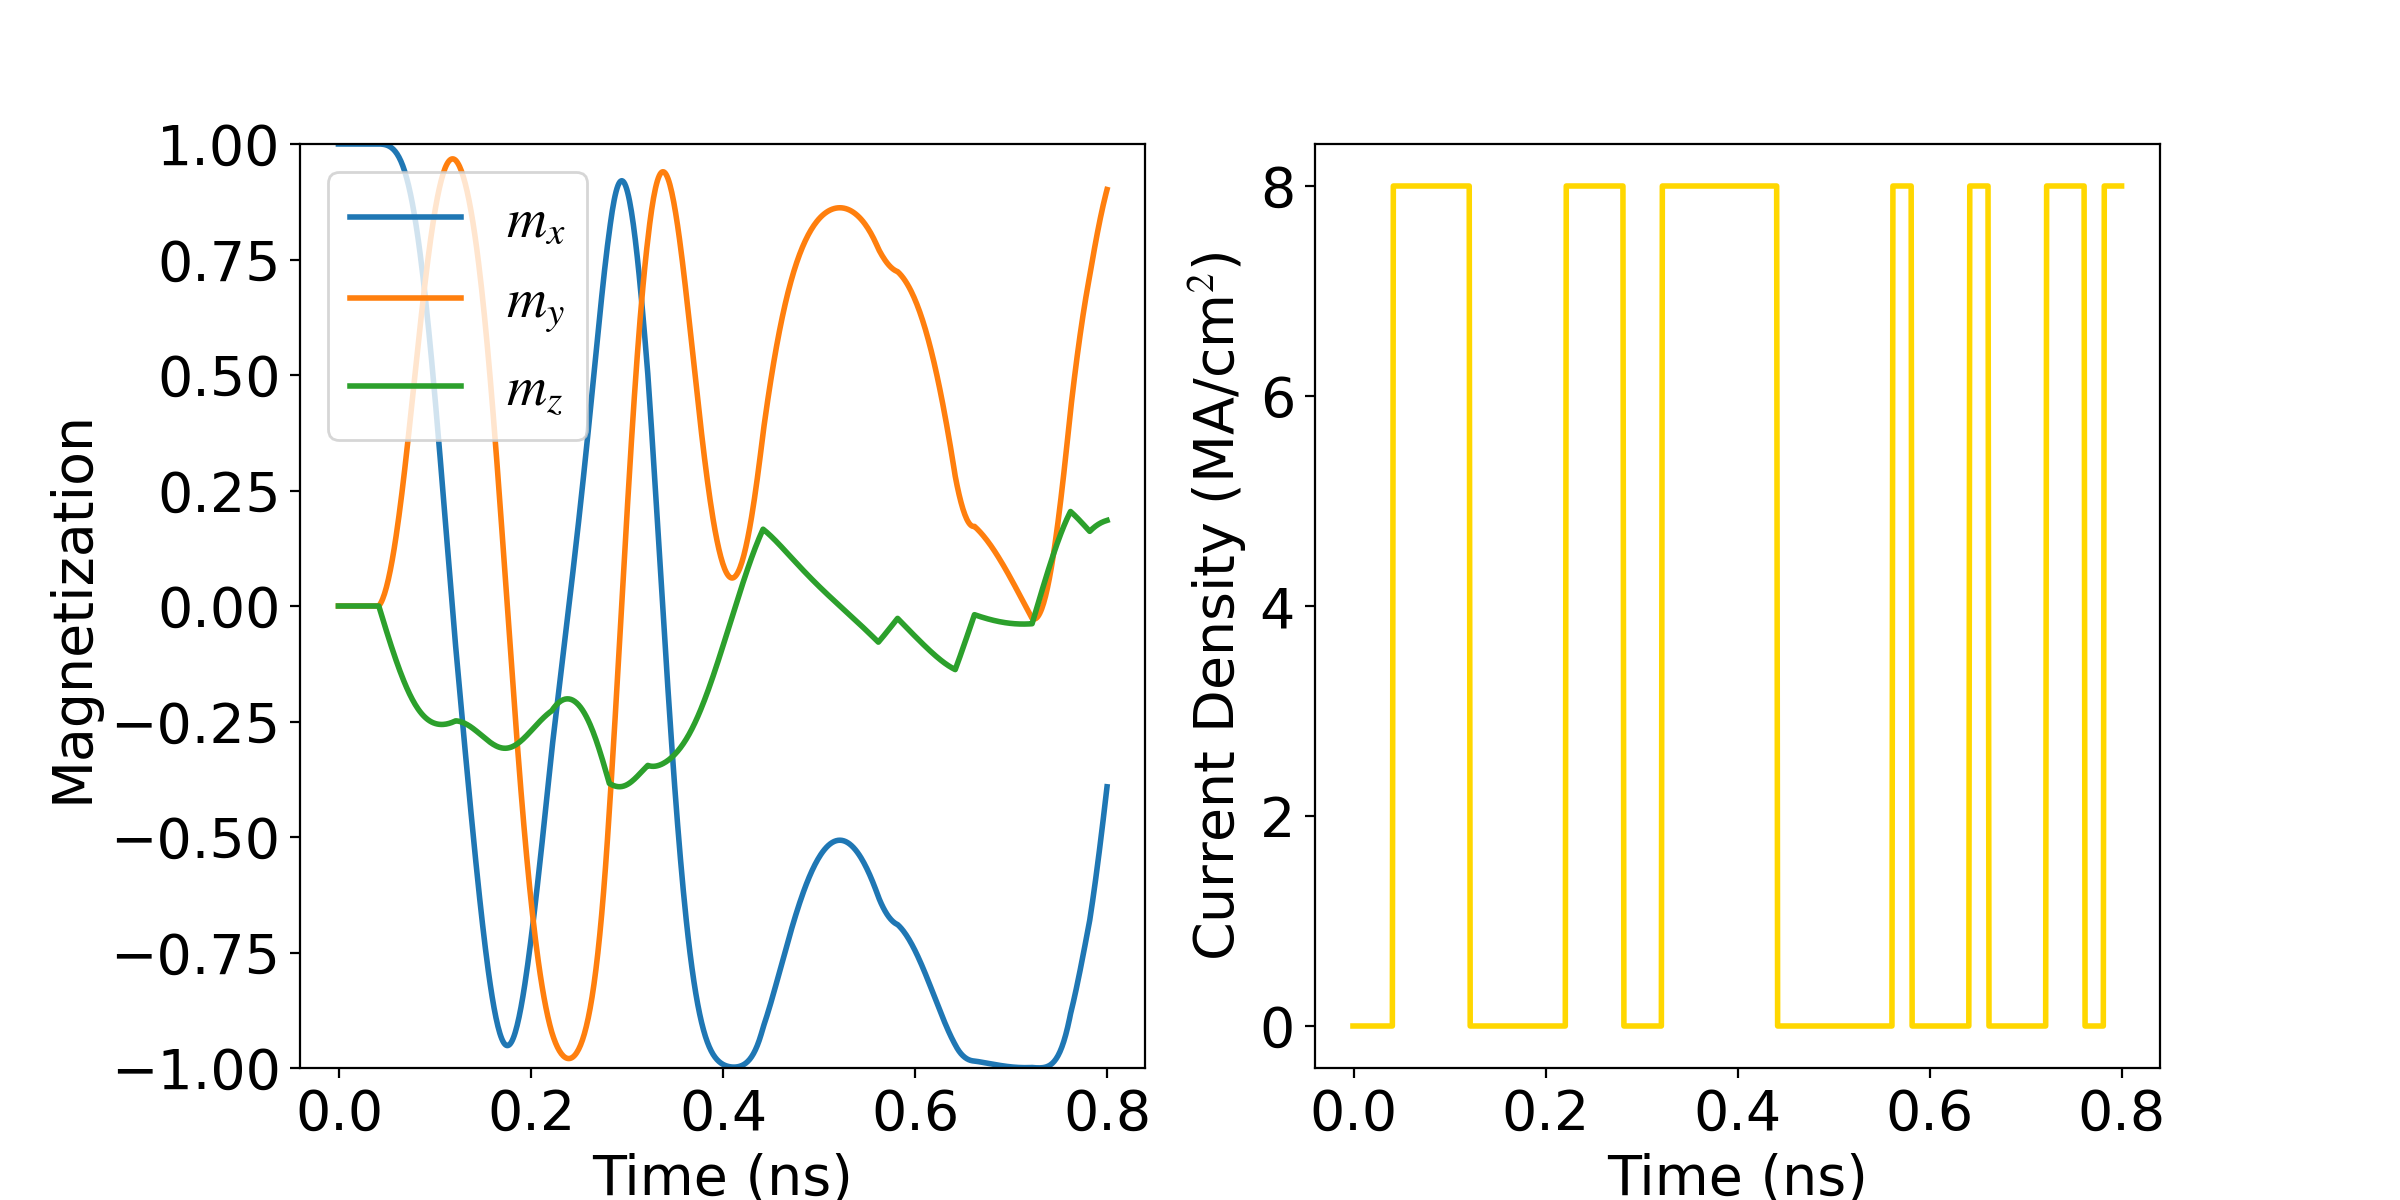 Magnetization
1.00
0.75
0.50
0.25
0.00
−0.25
−0.50
−0.75
−1.00
0.0 0.2 0.4 0.6 0.8
Time (ns)
m_x
m_y
m_z
Current Density (MA/cm²)
8
6
4
2
0
0.0 0.2 0.4 0.6 0.8
Time (ns)